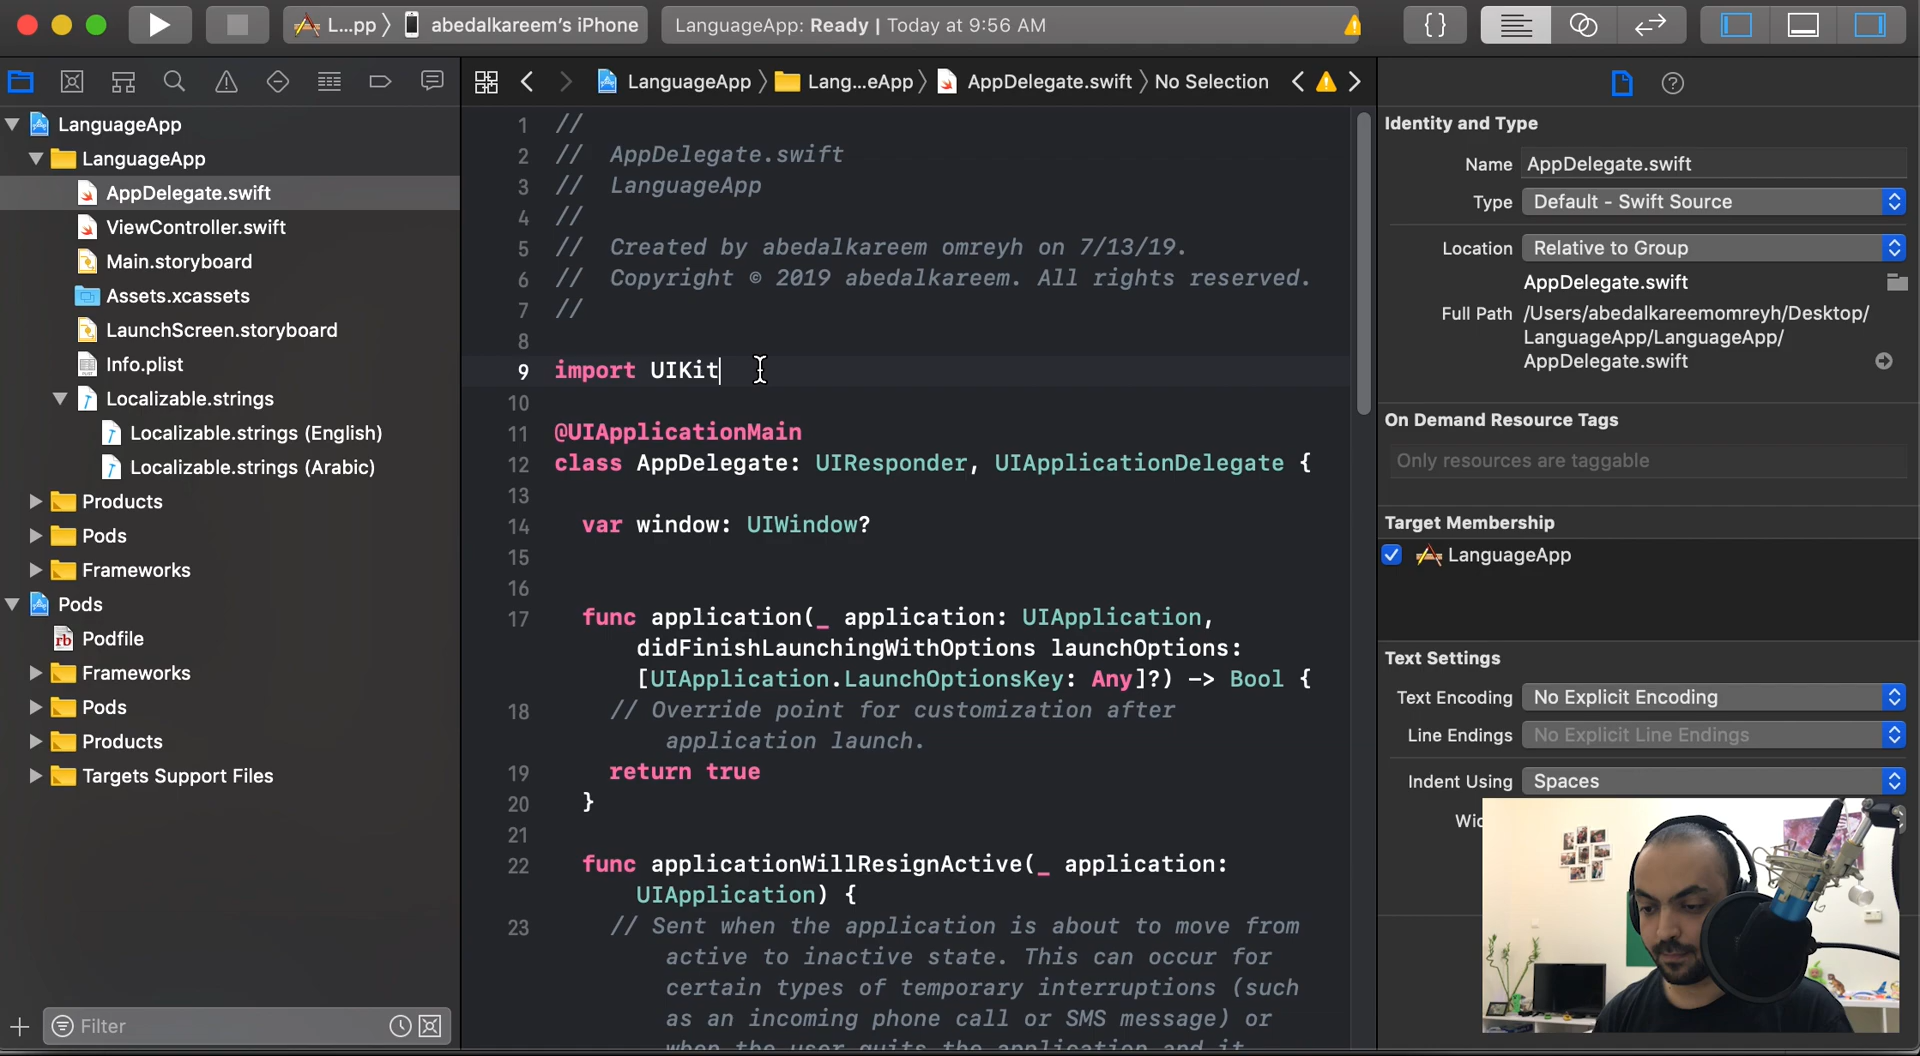 L...pp 〉 abedalkareem’s iPhone
LanguageApp: Ready | Today at 9:56 AM
{}
LanguageApp 〉 Lang...eApp 〉 AppDelegate.swift 〉 No Selection
LanguageApp
LanguageApp
AppDelegate.swift
ViewController.swift
Main.storyboard
Assets.xcassets
LaunchScreen.storyboard
Info.plist
Localizable.strings
Localizable.strings (English)
Localizable.strings (Arabic)
Products
Pods
Frameworks
Pods
Podfile
Frameworks
Pods
Products
Targets Support Files
Filter
1 //
2 //  AppDelegate.swift
3 //  LanguageApp
4 //
5 //  Created by abedalkareem omreyh on 7/13/19.
6 //  Copyright © 2019 abedalkareem. All rights reserved.
7 //
8
9 import UIKit
10
11 @UIApplicationMain
12 class AppDelegate: UIResponder, UIApplicationDelegate {
13
14 var window: UIWindow?
15
16
17 func application(_ application: UIApplication,
didFinishLaunchingWithOptions launchOptions:
[UIApplication.LaunchOptionsKey: Any]?) -> Bool {
18 // Override point for customization after
application launch.
19 return true
20 }
21
22 func applicationWillResignActive(_ application:
UIApplication) {
23 // Sent when the application is about to move from
active to inactive state. This can occur for
certain types of temporary interruptions (such
as an incoming phone call or SMS message) or
when the user quits the application and it
Identity and Type
Name AppDelegate.swift
Type Default - Swift Source
Location Relative to Group
AppDelegate.swift
Full Path /Users/abedalkareemomreyh/Desktop/
LanguageApp/LanguageApp/
AppDelegate.swift
On Demand Resource Tags
Only resources are taggable
Target Membership
LanguageApp
Text Settings
Text Encoding No Explicit Encoding
Line Endings No Explicit Line Endings
Indent Using Spaces